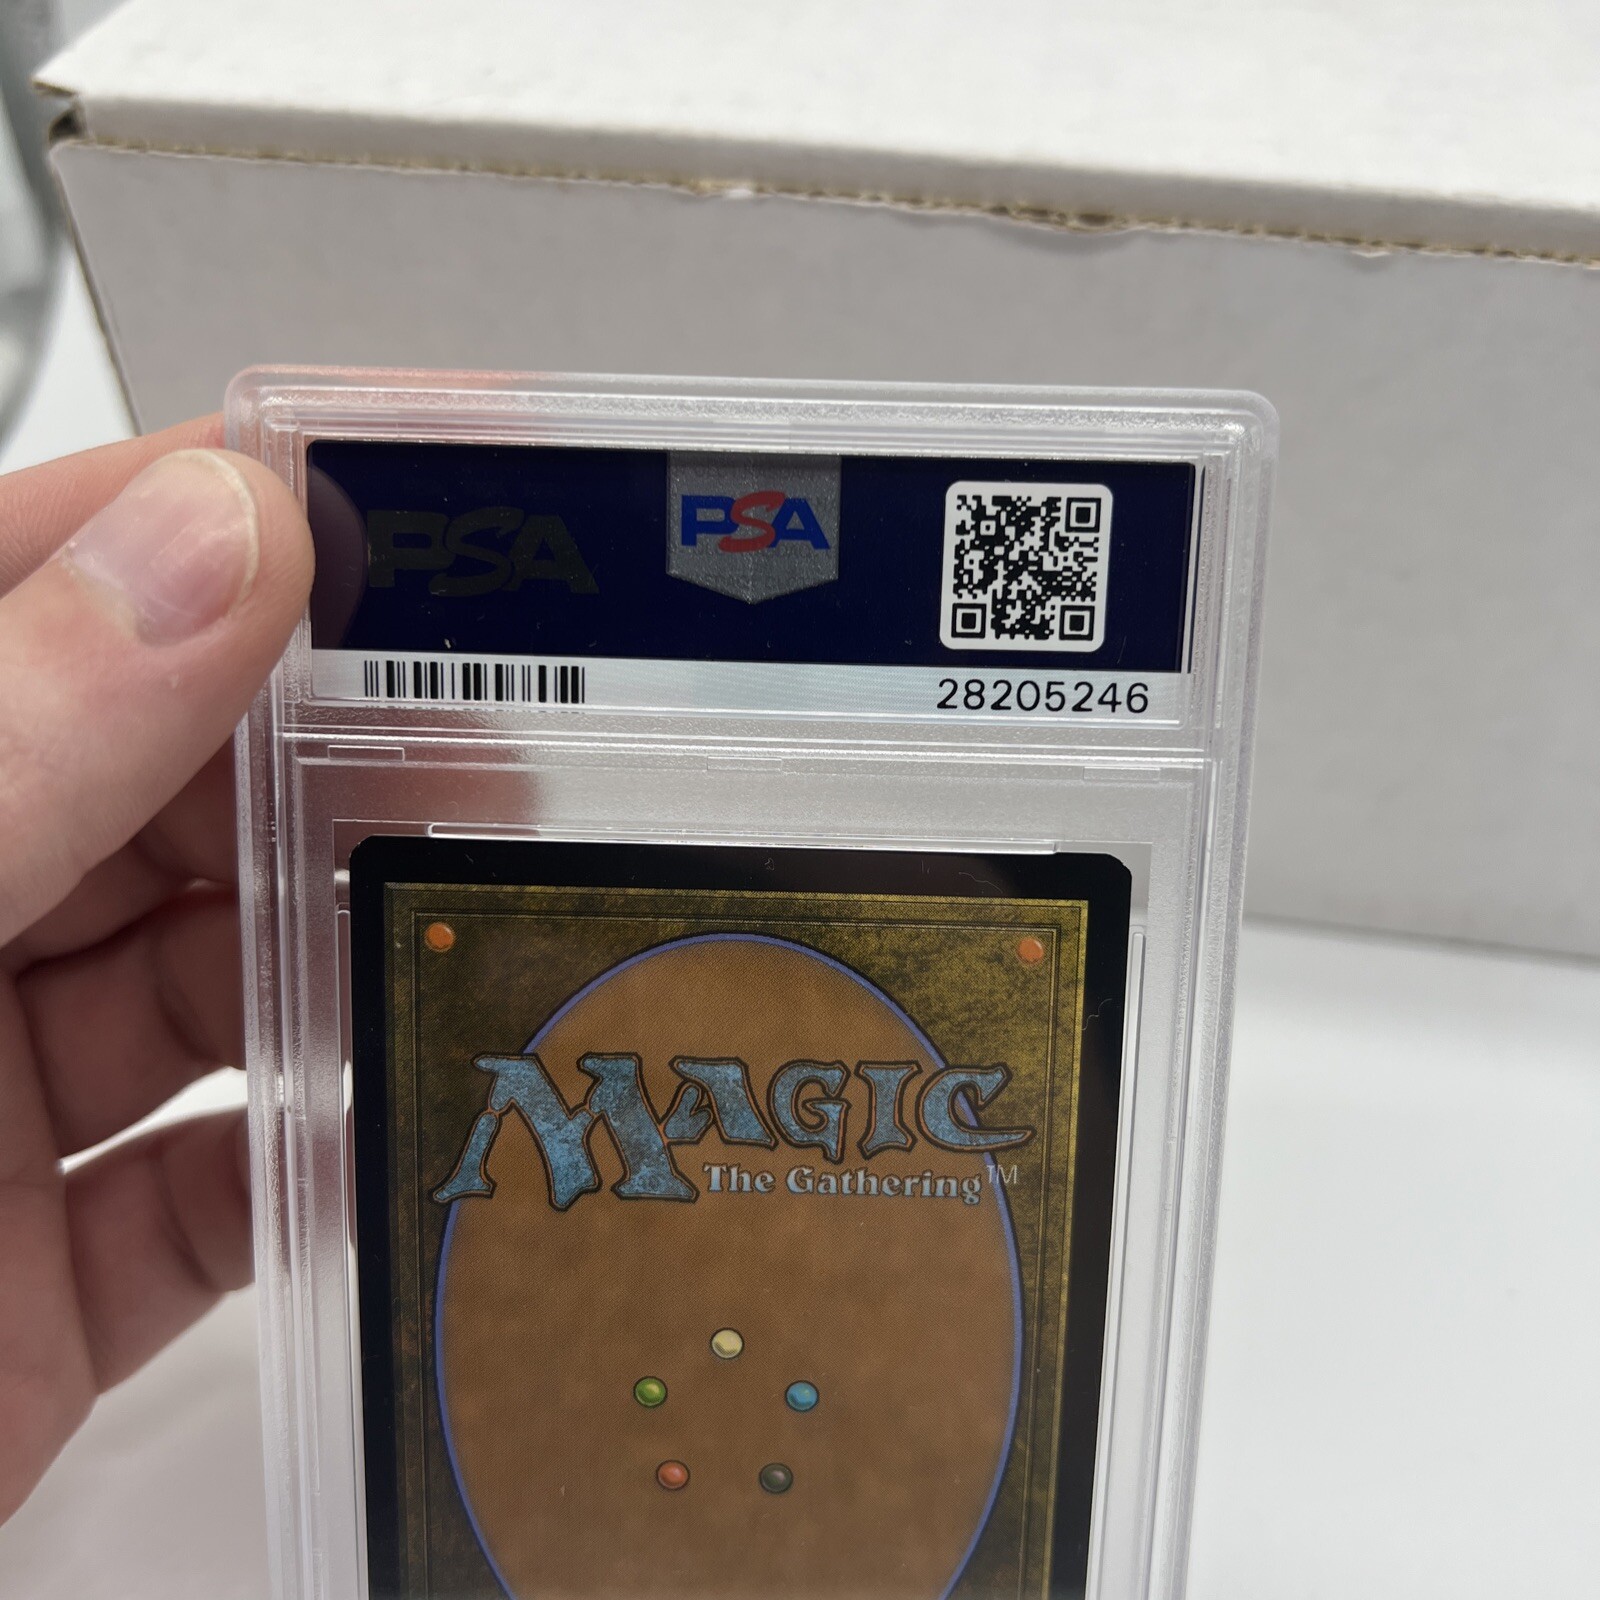 PSA
PSA
28205246
MAGIC
The Gathering™